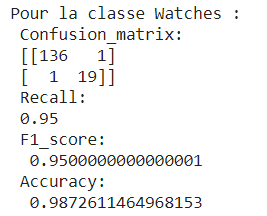 Pour la classe Watches :
Confusion_matrix:
[[136   1]
[  1  19]]
Recall:
0.95
F1_score:
0.9500000000000001
Accuracy:
0.9872611464968153